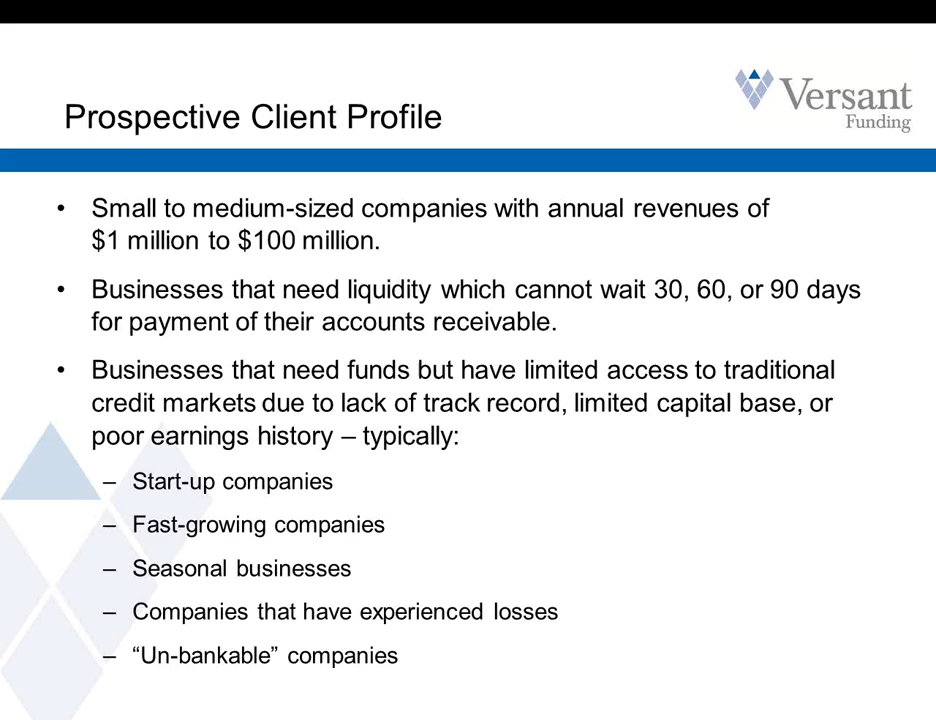 Versant
Funding
Prospective Client Profile
• Small to medium-sized companies with annual revenues of
$1 million to $100 million.
• Businesses that need liquidity which cannot wait 30, 60, or 90 days
for payment of their accounts receivable.
• Businesses that need funds but have limited access to traditional
credit markets due to lack of track record, limited capital base, or
poor earnings history – typically:
– Start-up companies
– Fast-growing companies
– Seasonal businesses
– Companies that have experienced losses
– “Un-bankable” companies